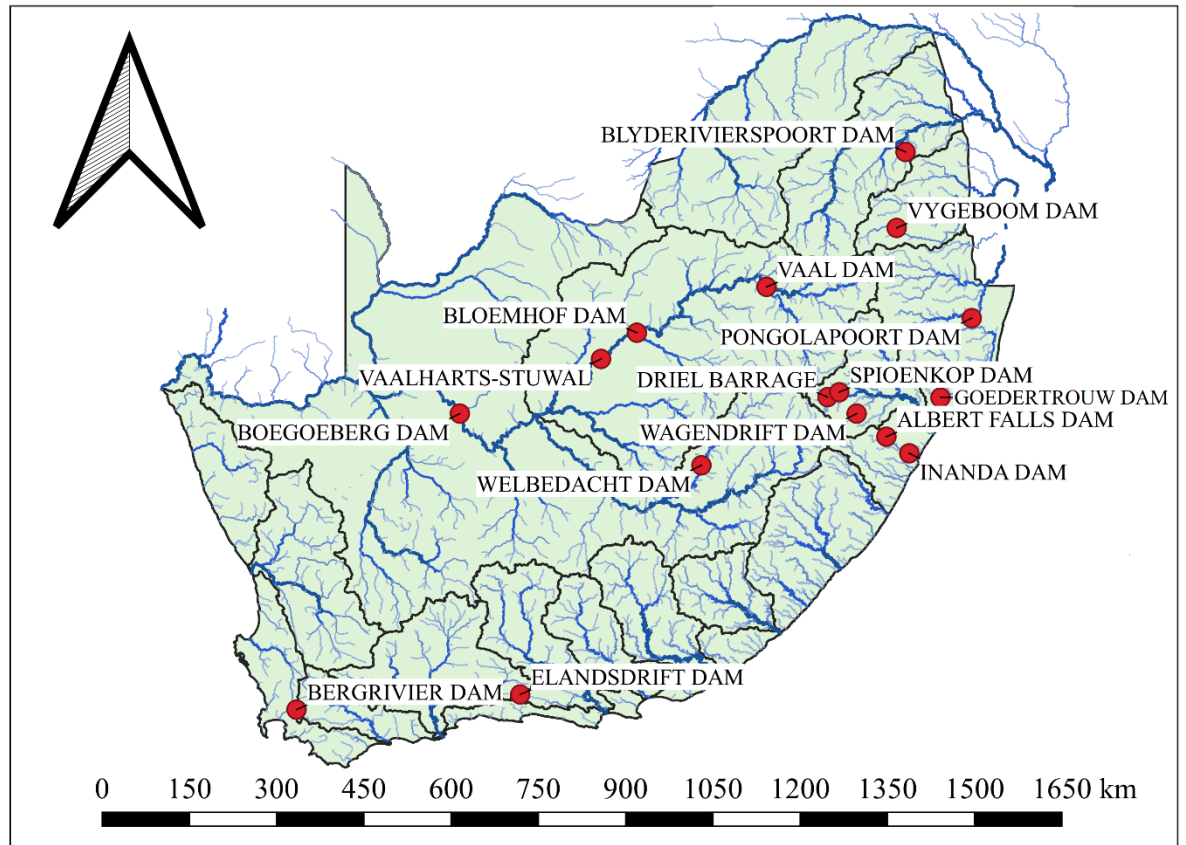 BLYDERIVIERSPOORT DAM
VYGEBOOM DAM
VAAL DAM
BLOEMHOF DAM
PONGOLAPOORT DAM
VAALHARTS-STUWAL
DRIEL BARRAGE
SPIOENKOP DAM
GOEDERTROUW DAM
BOEGOEBERG DAM
WAGENDRIFT DAM
ALBERT FALLS DAM
WELBEDACHT DAM
INANDA DAM
BERGRIVIER DAM
ELANDSDRIFT DAM
0 150 300 450 600 750 900 1050 1200 1350 1500 1650 km